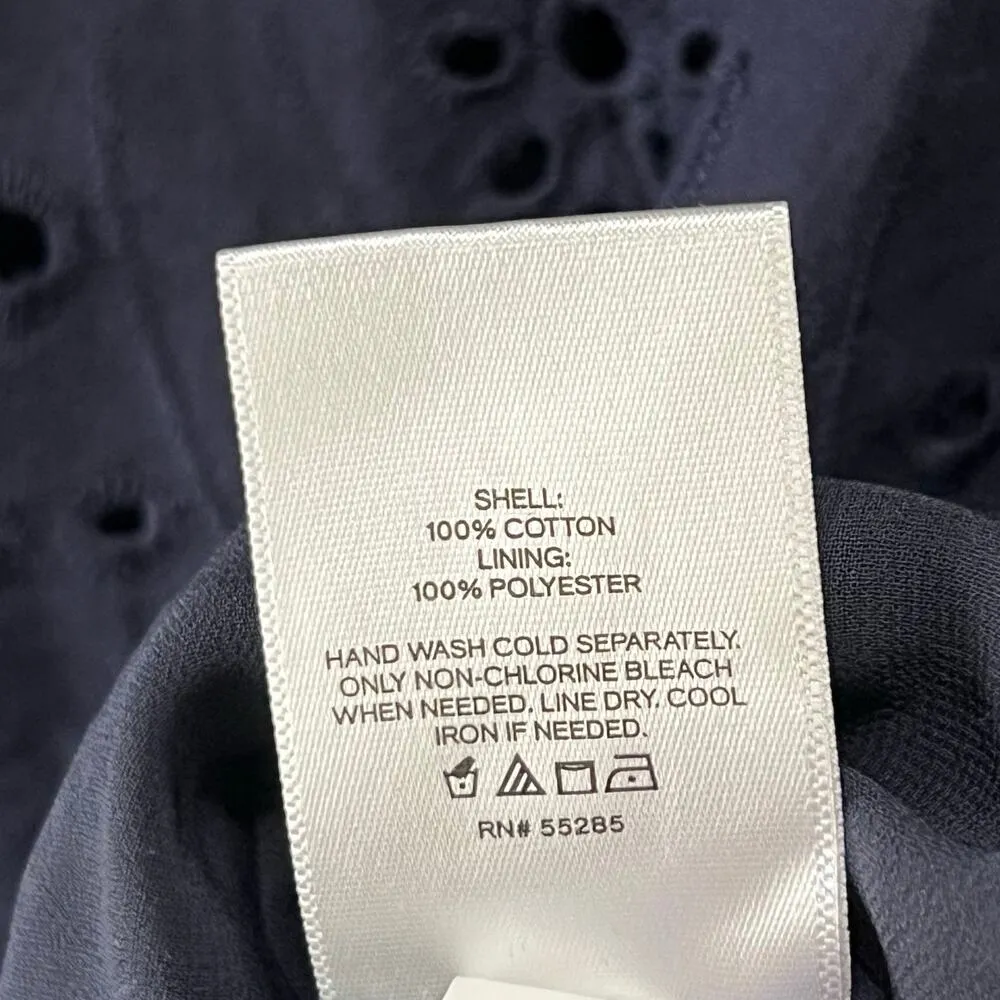 SHELL:
100% COTTON
LINING:
100% POLYESTER
HAND WASH COLD SEPARATELY.
ONLY NON-CHLORINE BLEACH
WHEN NEEDED. LINE DRY. COOL
IRON IF NEEDED.
RN# 55285